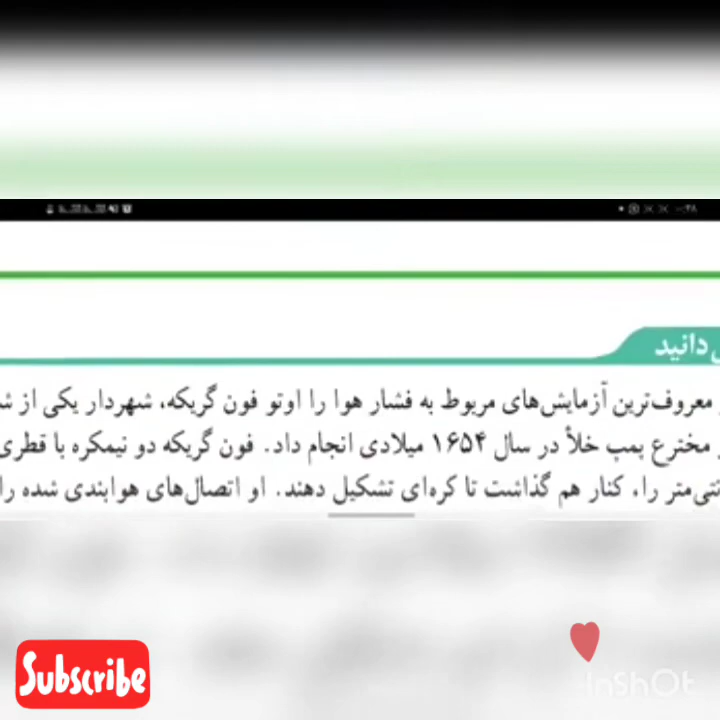 دانید
معروف‌ترین آزمایش‌های مربوط به فشار هوا را اوتو فون گریکه، شهردار یکی از
مخترع پمپ خلأ در سال ۱۶۵۴ میلادی انجام داد. فون گریکه دو نیمکره با قطری
را، کنار هم گذاشت تا کره‌ای تشکیل دهند. او اتصال‌های هوابندی شده را
Subscribe
InShOt